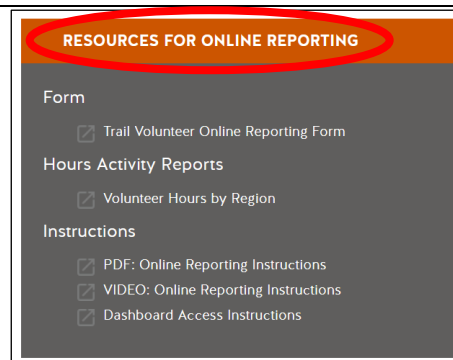 RESOURCES FOR ONLINE REPORTING
Form
Trail Volunteer Online Reporting Form
Hours Activity Reports
Volunteer Hours by Region
Instructions
PDF: Online Reporting Instructions
VIDEO: Online Reporting Instructions
Dashboard Access Instructions